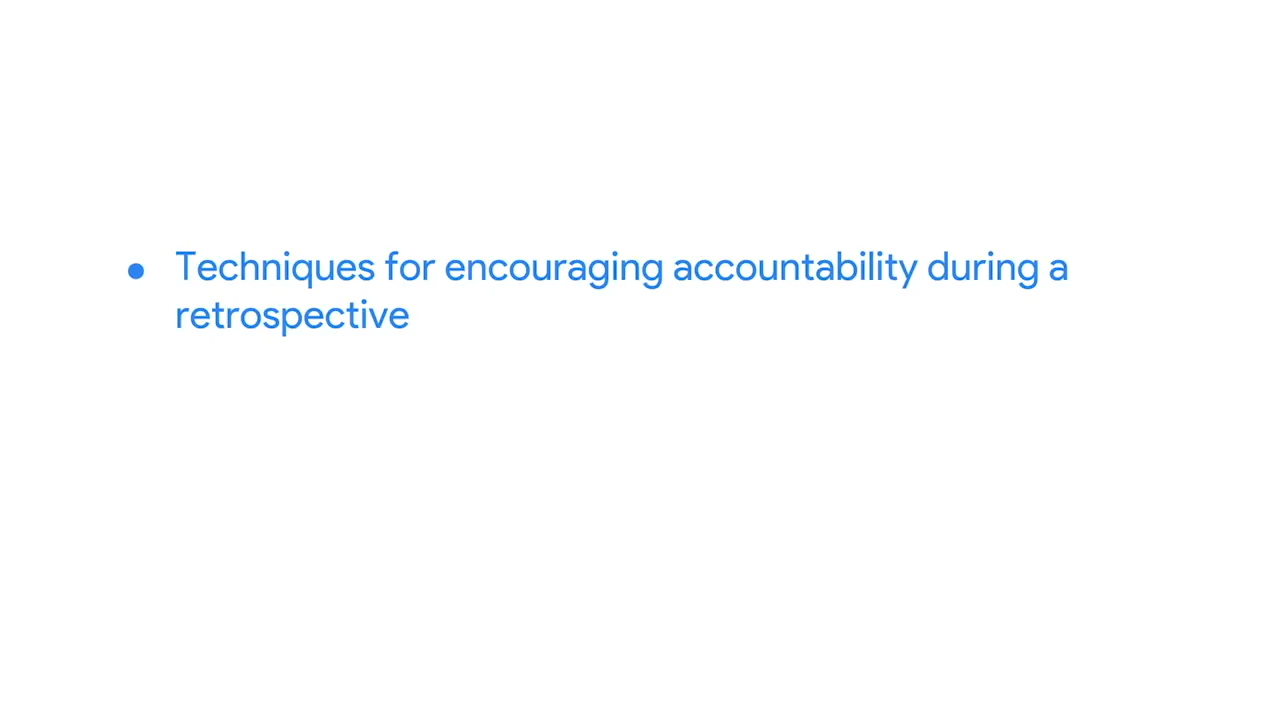 ● Techniques for encouraging accountability during a
retrospective